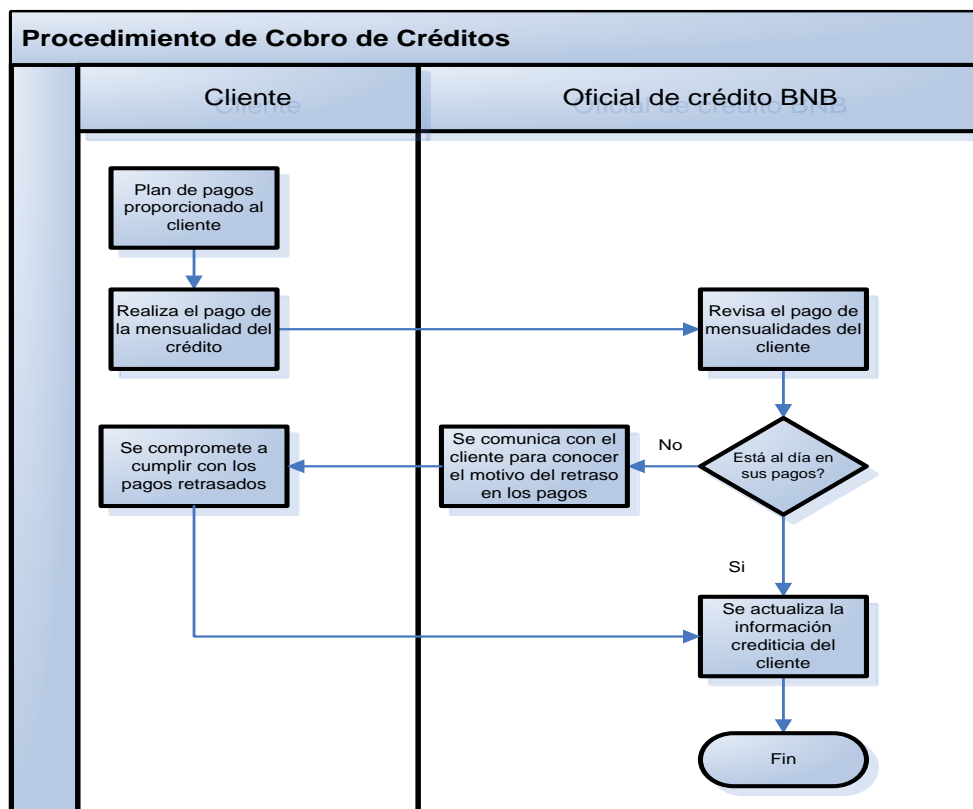 Procedimiento de Cobro de Créditos
Cliente
Oficial de crédito BNB
Plan de pagos
proporcionado al
cliente
Realiza el pago de
la mensualidad del
crédito
Revisa el pago de
mensualidades del
cliente
Se compromete a
cumplir con los
pagos retrasados
Se comunica con el
cliente para conocer
el motivo del retraso
en los pagos
No
Está al día en
sus pagos?
Si
Se actualiza la
información
crediticia del
cliente
Fin